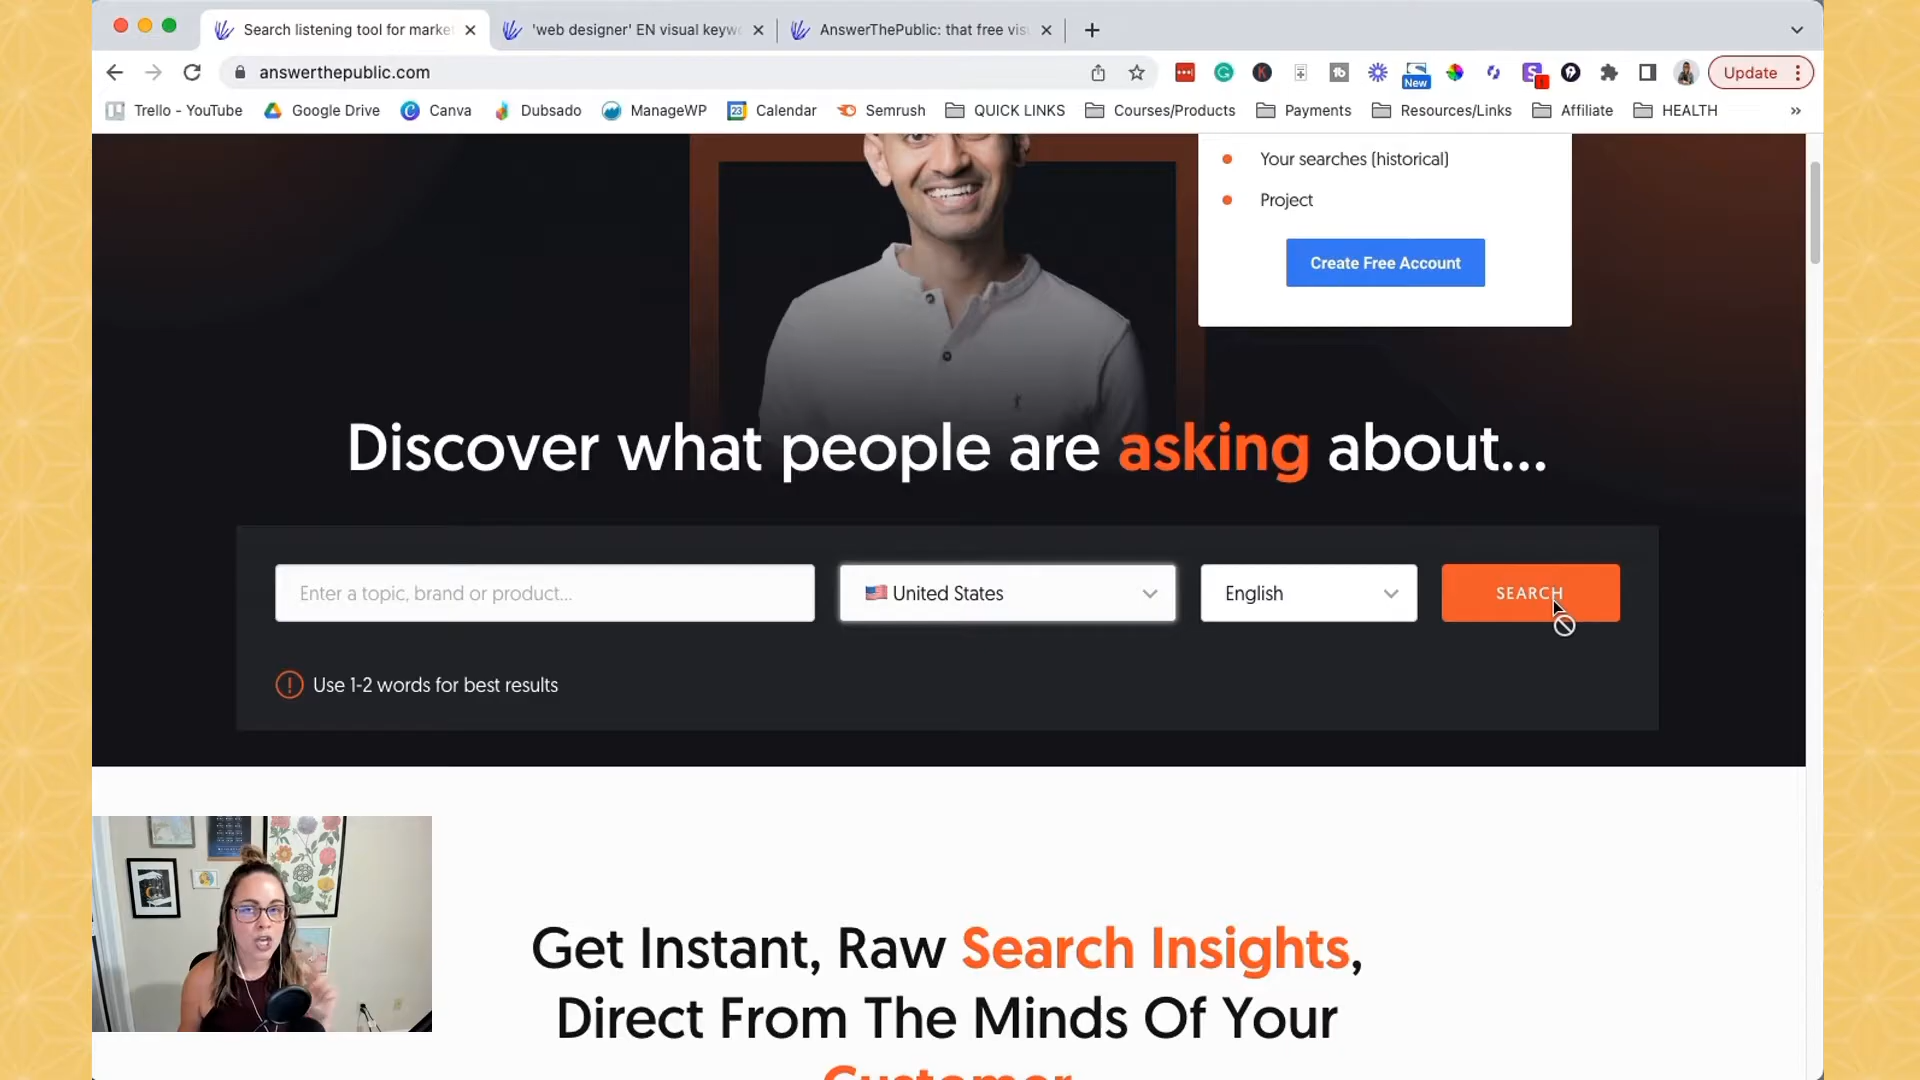 Search listening tool for marke
'web designer' EN visual keyw
AnswerThePublic: that free vis
answerthepublic.com
New
Update
Trello - YouTube
Google Drive
Canva
Dubsado
ManageWP
23
Calendar
Semrush
QUICK LINKS
Courses/Products
Payments
Resources/Links
Affiliate
HEALTH
»
Your searches (historical)
Project
Create Free Account
Discover what people are asking about...
Enter a topic, brand or product...
United States
English
SEARCH
Use 1-2 words for best results
Get Instant, Raw Search Insights,
Direct From The Minds Of Your
Customer